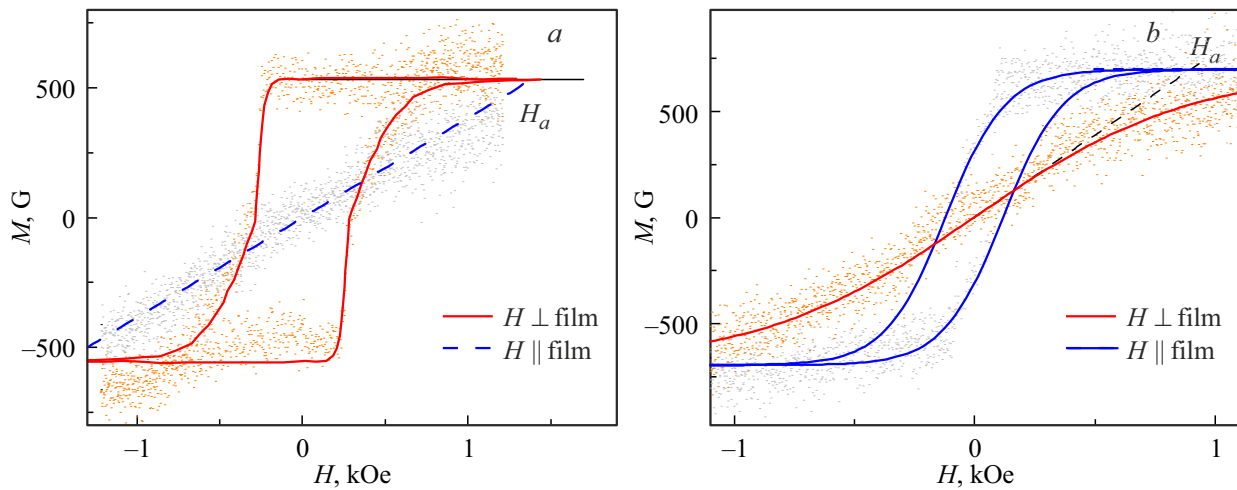 a
500
0
−500
M, G
H_a
H ⊥ film
H ∥ film
−1
0
1
H, kOe
b
500
0
−500
M, G
H_a
H ⊥ film
H ∥ film
−1
0
1
H, kOe